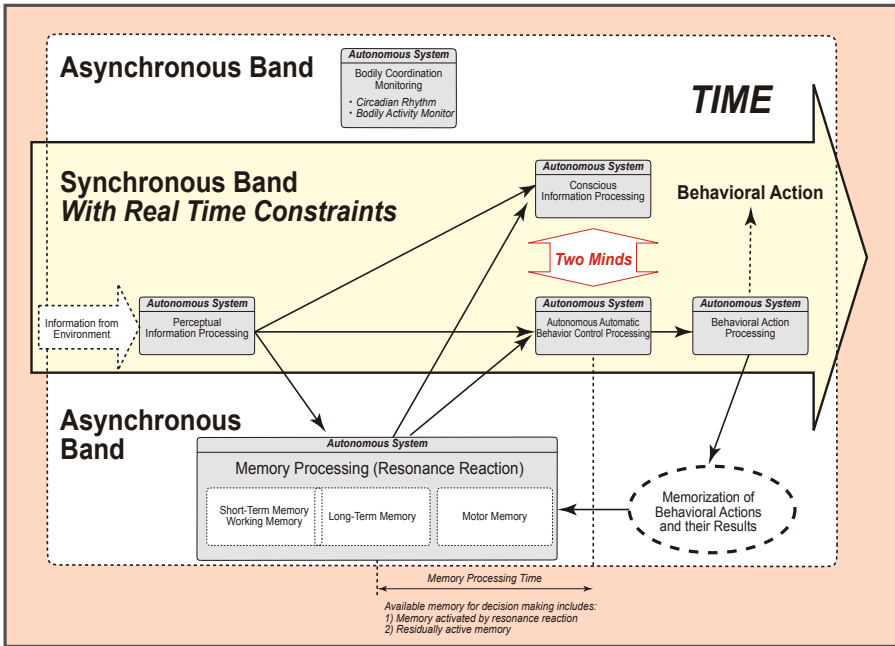 Asynchronous Band
Autonomous System
Bodily Coordination
Monitoring
• Circadian Rhythm
• Bodily Activity Monitor
TIME
Synchronous Band
With Real Time Constraints
Autonomous System
Conscious
Information Processing
Behavioral Action
Two Minds
Information from
Environment
Autonomous System
Perceptual
Information Processing
Autonomous System
Autonomous Automatic
Behavior Control Processing
Autonomous System
Behavioral Action
Processing
Asynchronous
Band
Autonomous System
Memory Processing (Resonance Reaction)
Short-Term Memory
Working Memory
Long-Term Memory
Motor Memory
Memorization of
Behavioral Actions
and their Results
Memory Processing Time
Available memory for decision making includes:
1) Memory activated by resonance reaction
2) Residually active memory